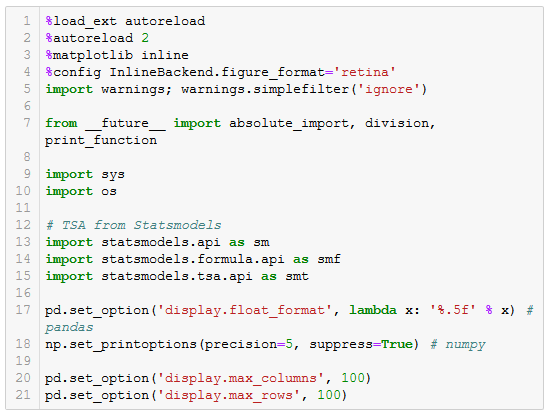 1 %load_ext autoreload
2 %autoreload 2
3 %matplotlib inline
4 %config InlineBackend.figure_format='retina'
5 import warnings; warnings.simplefilter('ignore')
6
7 from __future__ import absolute_import, division,
print_function
8
9 import sys
10 import os
11
12 # TSA from Statsmodels
13 import statsmodels.api as sm
14 import statsmodels.formula.api as smf
15 import statsmodels.tsa.api as smt
16
17 pd.set_option('display.float_format', lambda x: '%.5f' % x) #
pandas
18 np.set_printoptions(precision=5, suppress=True) # numpy
19
20 pd.set_option('display.max_columns', 100)
21 pd.set_option('display.max_rows', 100)